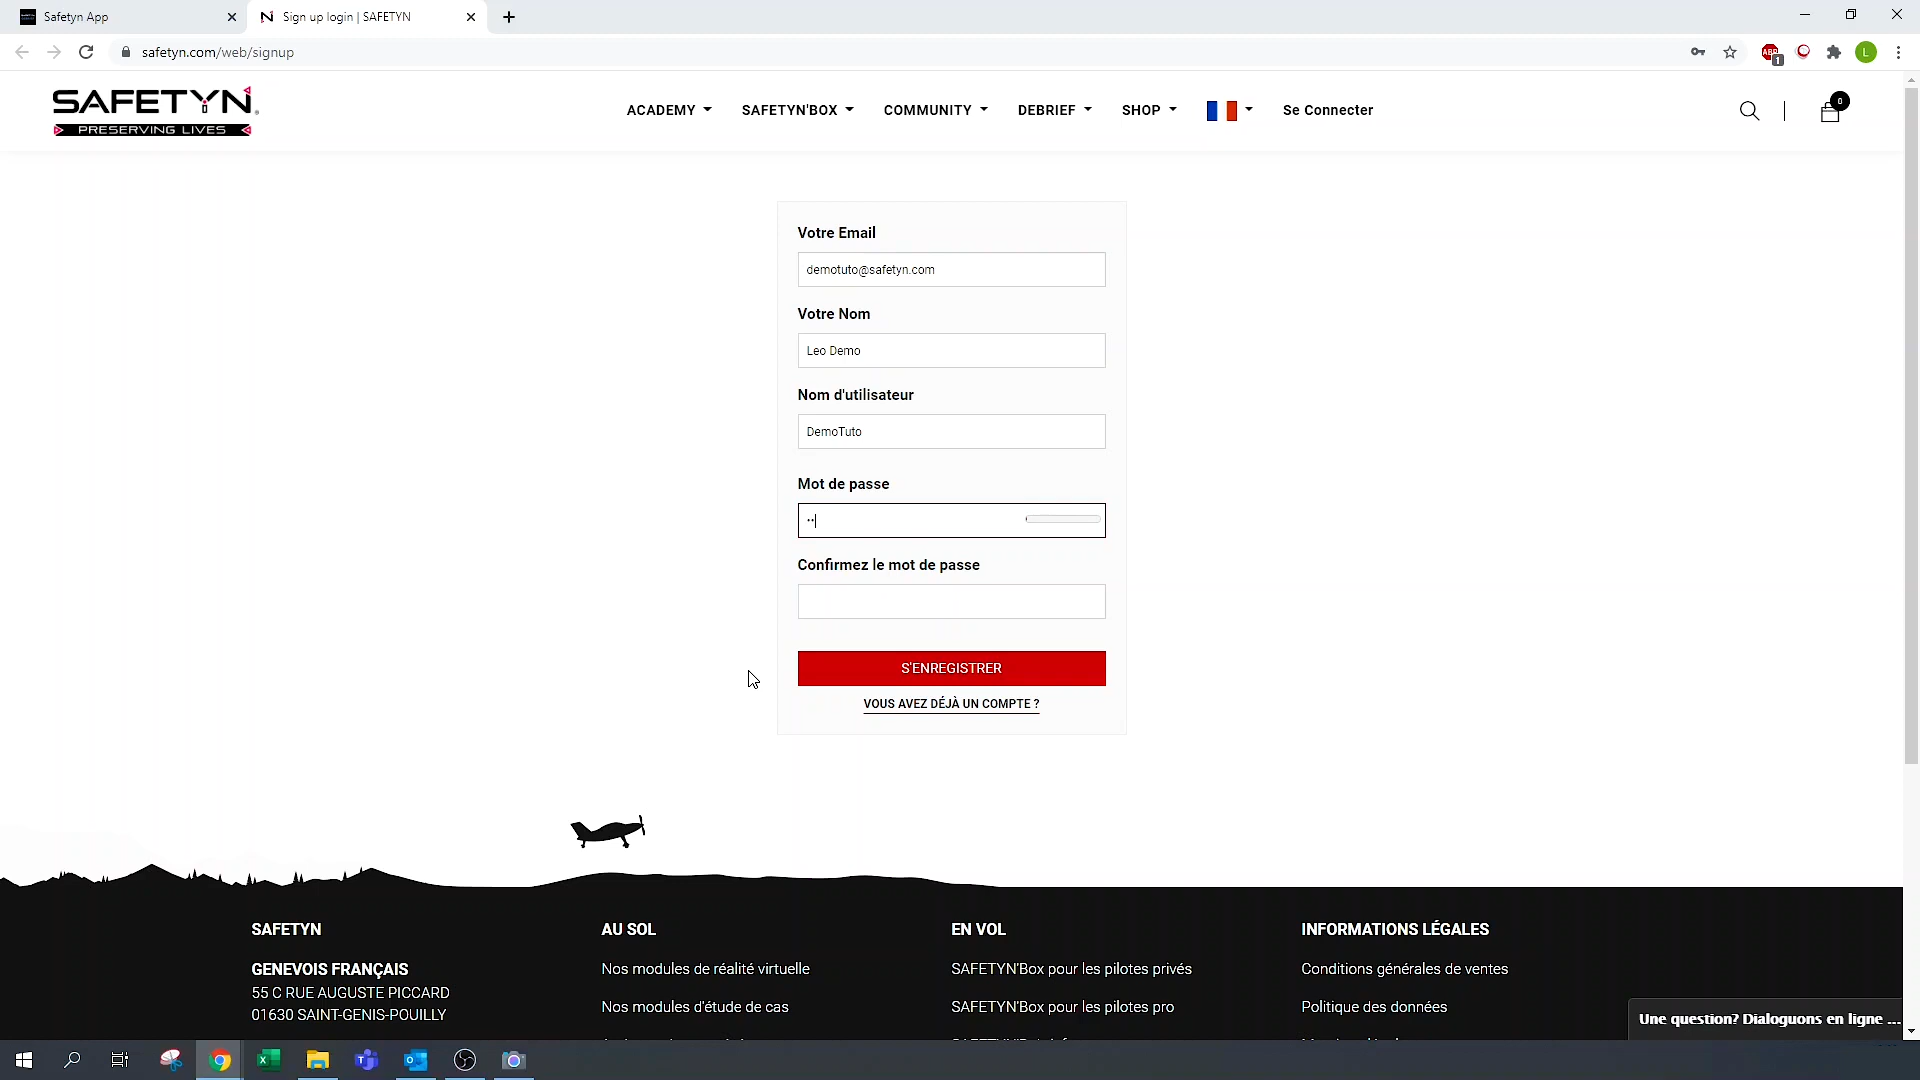 Safetyn App
Sign up login | SAFETYN
safetyn.com/web/signup
ABP
1
L
SAFETYN
PRESERVING LIVES
ACADEMY
SAFETYN'BOX
COMMUNITY
DEBRIEF
SHOP
Se Connecter
0
Votre Email
demotuto@safetyn.com
Votre Nom
Leo Demo
Nom d'utilisateur
DemoTuto
Mot de passe
Confirmez le mot de passe
S'ENREGISTRER
VOUS AVEZ DÉJÀ UN COMPTE ?
SAFETYN
GENEVOIS FRANÇAIS
55 C RUE AUGUSTE PICCARD
01630 SAINT-GENIS-POUILLY
AU SOL
Nos modules de réalité virtuelle
Nos modules d'étude de cas
EN VOL
SAFETYN'Box pour les pilotes privés
SAFETYN'Box pour les pilotes pro
INFORMATIONS LÉGALES
Conditions générales de ventes
Politique des données
Une question? Dialoguons en ligne ...